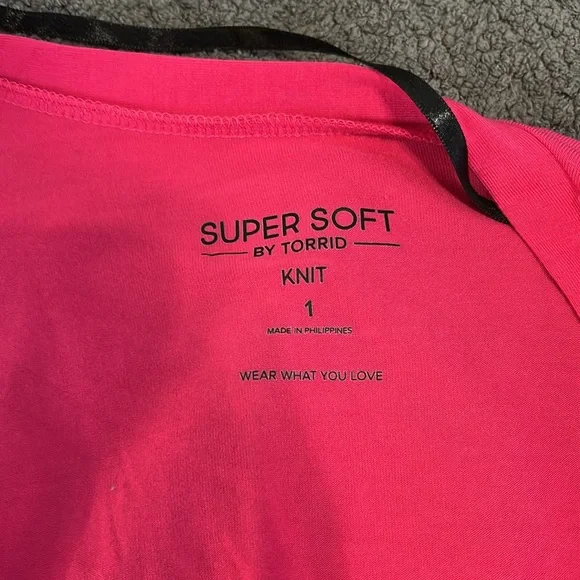 SUPER SOFT
BY TORRID
KNIT
1
MADE IN PHILIPPINES
WEAR WHAT YOU LOVE